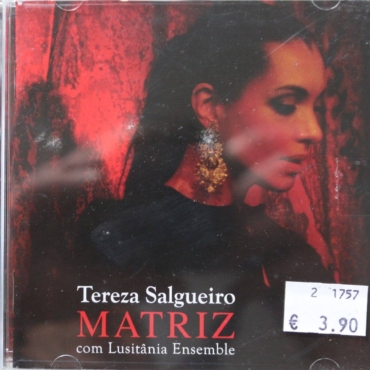 Tereza Salgueiro
MATRIZ
com Lusitânia Ensemble
2 1757
€ 3.90